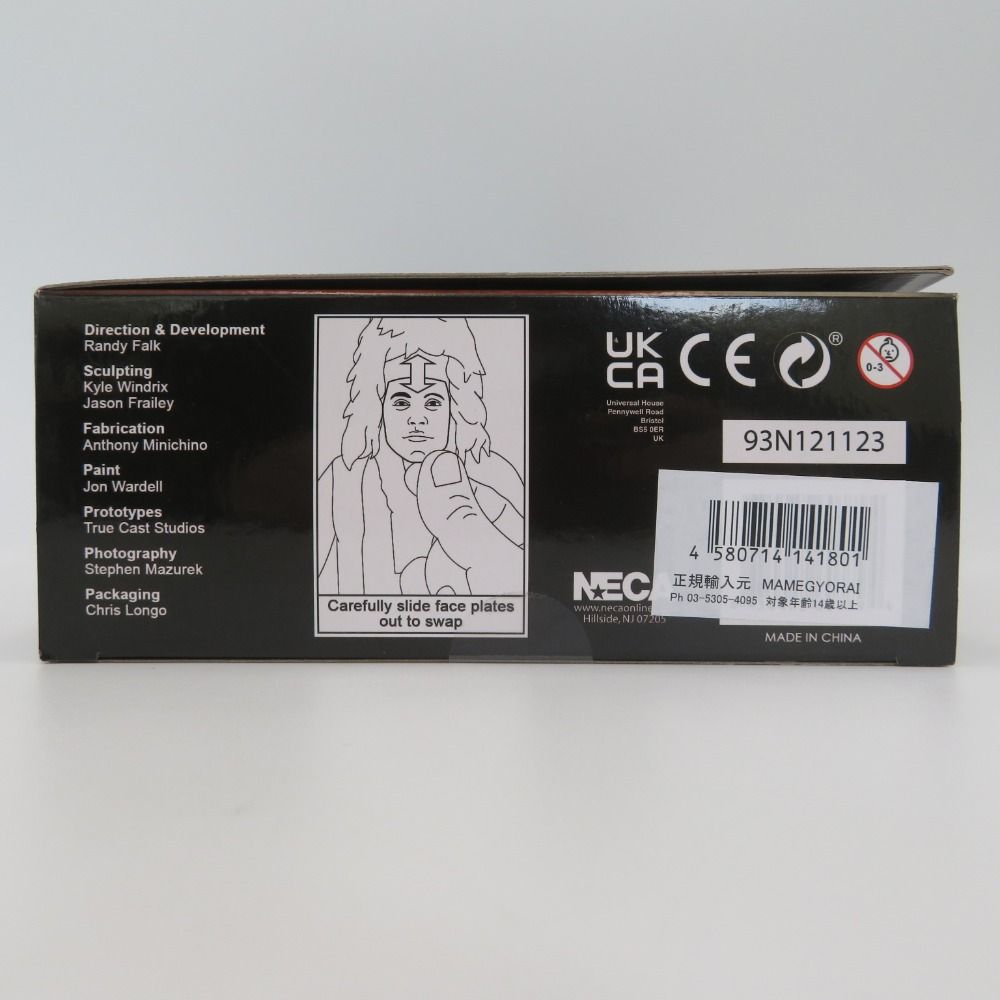 Direction & Development
Randy Falk
Sculpting
Kyle Windrix
Jason Frailey
Fabrication
Anthony Minichino
Paint
Jon Wardell
Prototypes
True Cast Studios
Photography
Stephen Mazurek
Packaging
Chris Longo
Carefully slide face plates
out to swap
UK
CA
CE
®
0-3
Universal House
Pennywell Road
Bristol
BS5 0ER
UK
93N121123
NECA
www.necaonline
Hillside, NJ 07205
4 580714 141801
正規輸入元 MAMEGYORAI
Ph 03-5305-4095 対象年齢14歳以上
MADE IN CHINA